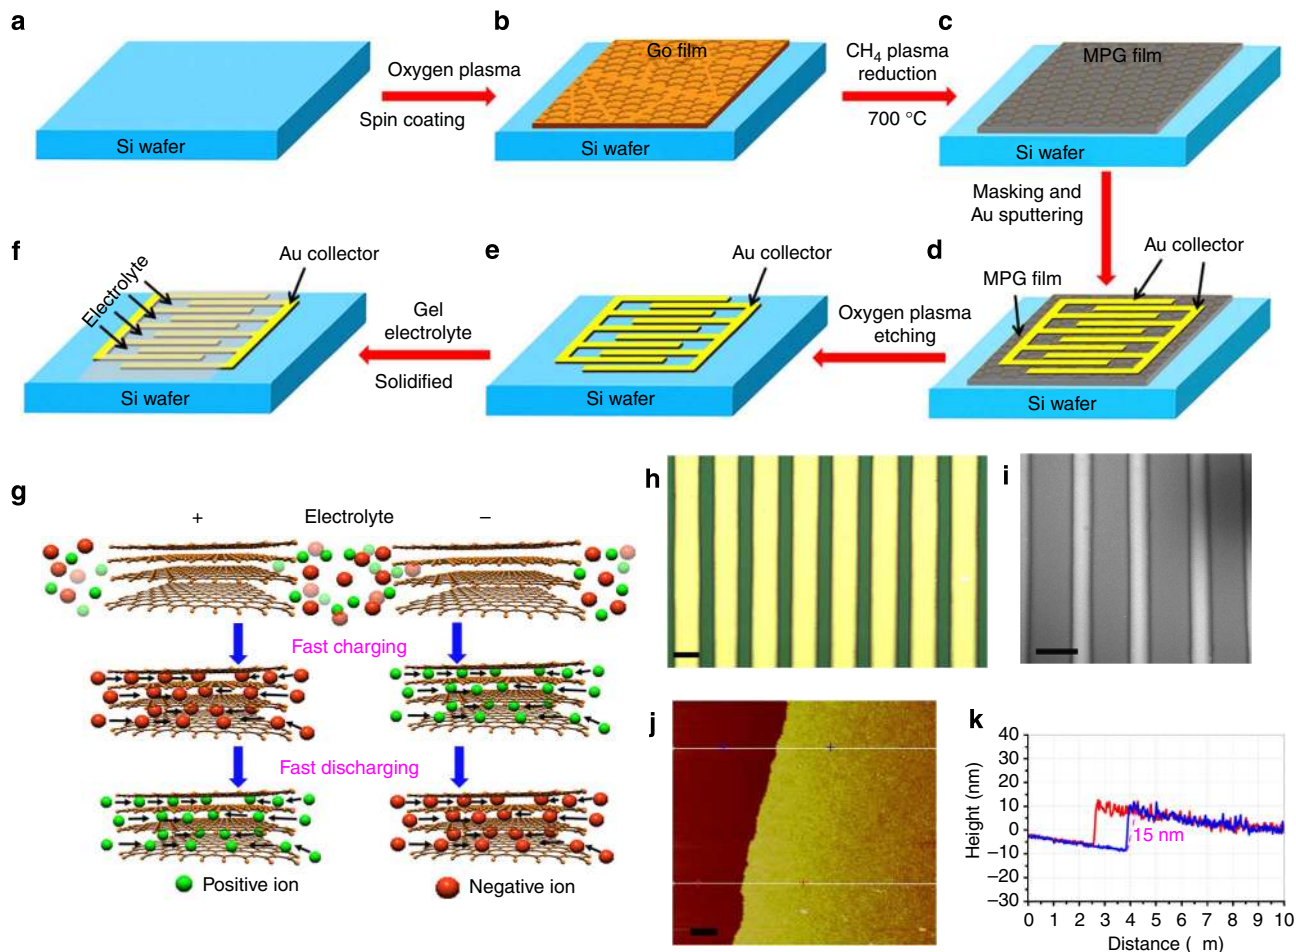 a
b
c
Go film
MPG film
Oxygen plasma
Spin coating
CH₄ plasma
reduction
700 °C
Si wafer
Si wafer
Si wafer
Masking and
Au sputtering
f
e
d
Electrolyte
Au collector
Au collector
Au collector
MPG film
Gel
electrolyte
Solidified
Oxygen plasma
etching
Si wafer
Si wafer
Si wafer
g
+
Electrolyte
–
Fast charging
Fast discharging
Positive ion
Negative ion
h
i
j
k
40
30
20
10
0
–10
–20
–30
Height (nm)
15 nm
0 1 2 3 4 5 6 7 8 9 10
Distance ( m)